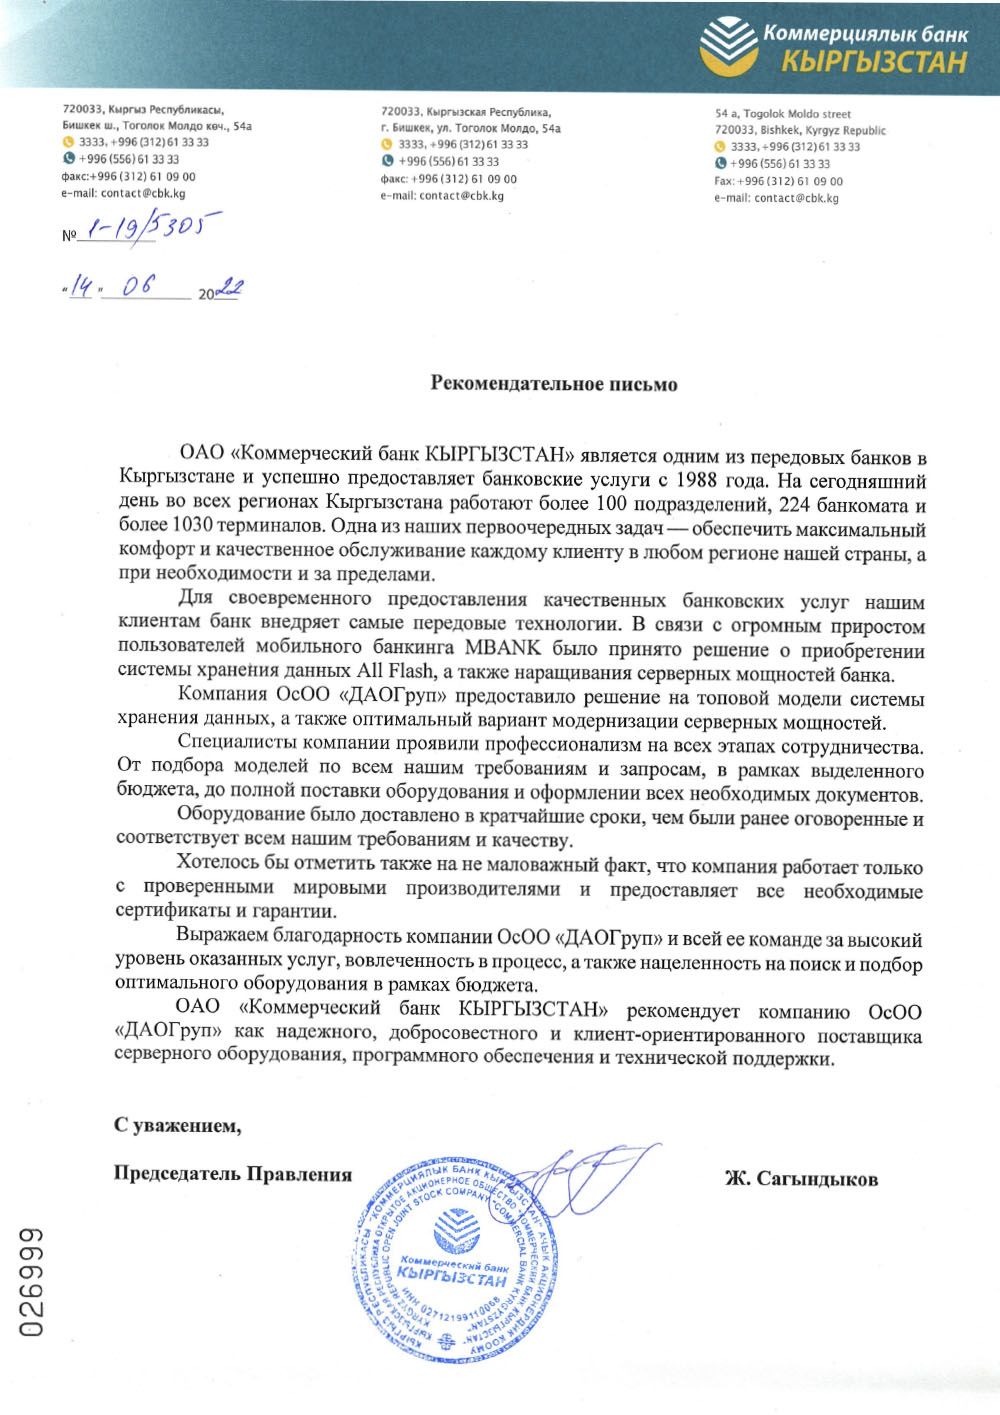 Коммерциялык банк
КЫРГЫЗСТАН
720033, Кыргыз Республикасы,
Бишкек ш., Тоголок Молдо көч., 54а
3333, +996 (312) 61 33 33
+996 (556) 61 33 33
факс:+996 (312) 61 09 00
e-mail: contact@cbk.kg
720033, Кыргызская Республика,
г. Бишкек, ул. Тоголок Молдо, 54а
3333, +996 (312) 61 33 33
+996 (556) 61 33 33
факс: +996 (312) 61 09 00
e-mail: contact@cbk.kg
54 a, Togolok Moldo street
720033, Bishkek, Kyrgyz Republic
3333, +996 (312) 61 33 33
+996 (556) 61 33 33
Fax: +996 (312) 61 09 00
e-mail: contact@cbk.kg
№ 1-19/5305
“14” 06 2022
Рекомендательное письмо
ОАО «Коммерческий банк КЫРГЫЗСТАН» является одним из передовых банков в
Кыргызстане и успешно предоставляет банковские услуги с 1988 года. На сегодняшний
день во всех регионах Кыргызстана работают более 100 подразделений, 224 банкомата и
более 1030 терминалов. Одна из наших первоочередных задач — обеспечить максимальный
комфорт и качественное обслуживание каждому клиенту в любом регионе нашей страны, а
при необходимости и за пределами.
Для своевременного предоставления качественных банковских услуг нашим
клиентам банк внедряет самые передовые технологии. В связи с огромным приростом
пользователей мобильного банкинга MBANK было принято решение о приобретении
системы хранения данных All Flash, а также наращивания серверных мощностей банка.
Компания ОсОО «ДАОГруп» предоставило решение на топовой модели системы
хранения данных, а также оптимальный вариант модернизации серверных мощностей.
Специалисты компании проявили профессионализм на всех этапах сотрудничества.
От подбора моделей по всем нашим требованиям и запросам, в рамках выделенного
бюджета, до полной поставки оборудования и оформлении всех необходимых документов.
Оборудование было доставлено в кратчайшие сроки, чем были ранее оговоренные и
соответствует всем нашим требованиям и качеству.
Хотелось бы отметить также на не маловажный факт, что компания работает только
с проверенными мировыми производителями и предоставляет все необходимые
сертификаты и гарантии.
Выражаем благодарность компании ОсОО «ДАОГруп» и всей ее команде за высокий
уровень оказанных услуг, вовлеченность в процесс, а также нацеленность на поиск и подбор
оптимального оборудования в рамках бюджета.
ОАО «Коммерческий банк КЫРГЫЗСТАН» рекомендует компанию ОсОО
«ДАОГруп» как надежного, добросовестного и клиент-ориентированного поставщика
серверного оборудования, программного обеспечения и технической поддержки.
С уважением,
Председатель Правления
Ж. Сагындыков
КЫРГЫЗ РЕСПУБЛИКАСЫ "КОММЕРЦИЯЛЫК БАНК КЫРГЫЗСТАН" АЧЫК АКЦИОНЕРДИК КООМУ
КЫРГЫЗСКАЯ РЕСПУБЛИКА ОТКРЫТОЕ АКЦИОНЕРНОЕ ОБЩЕСТВО "КОММЕРЧЕСКИЙ БАНК КЫРГЫЗСТАН"
KYRGYZ REPUBLIC OPEN JOINT STOCK COMPANY "COMMERCIAL BANK KYRGYZSTAN"
Коммерческий банк
КЫРГЫЗСТАН
ИНН 02712199110068
026999